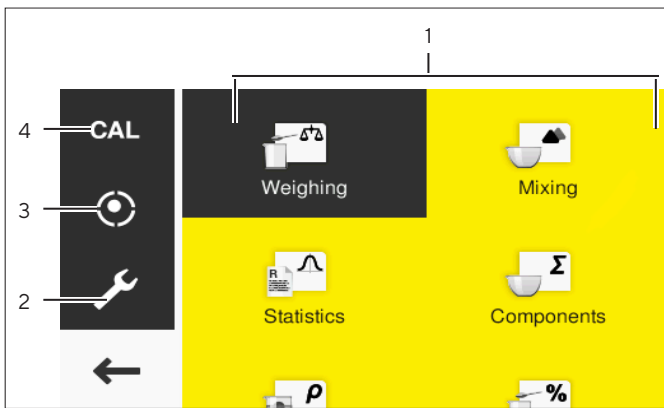 1
4 CAL
Weighing Mixing
3
R Σ
2
Statistics Components
ρ %